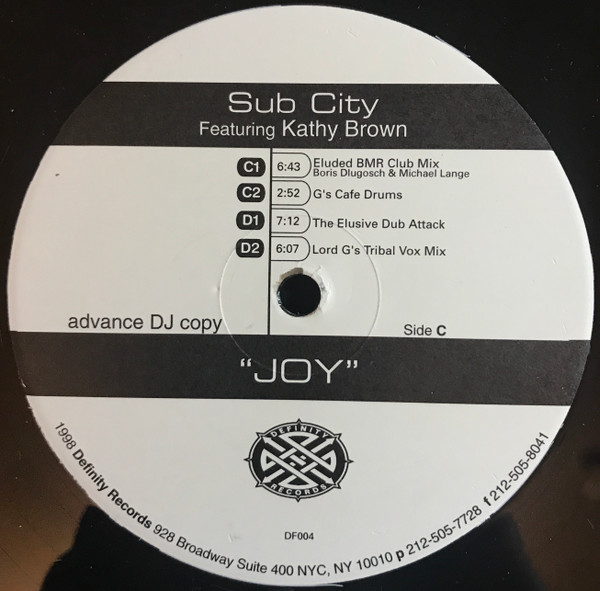 Sub City
Featuring Kathy Brown
C1 6:43 Eluded BMR Club Mix
Boris Dlugosch & Michael Lange
C2 2:52 G's Cafe Drums
D1 7:12 The Elusive Dub Attack
D2 6:07 Lord G's Tribal Vox Mix
advance DJ copy
Side C
“JOY”
DEFINITY
RECORDS
DF004
1998 Definity Records 928 Broadway Suite 400 NYC, NY 10010 p 212-505-7728 f 212-505-8041